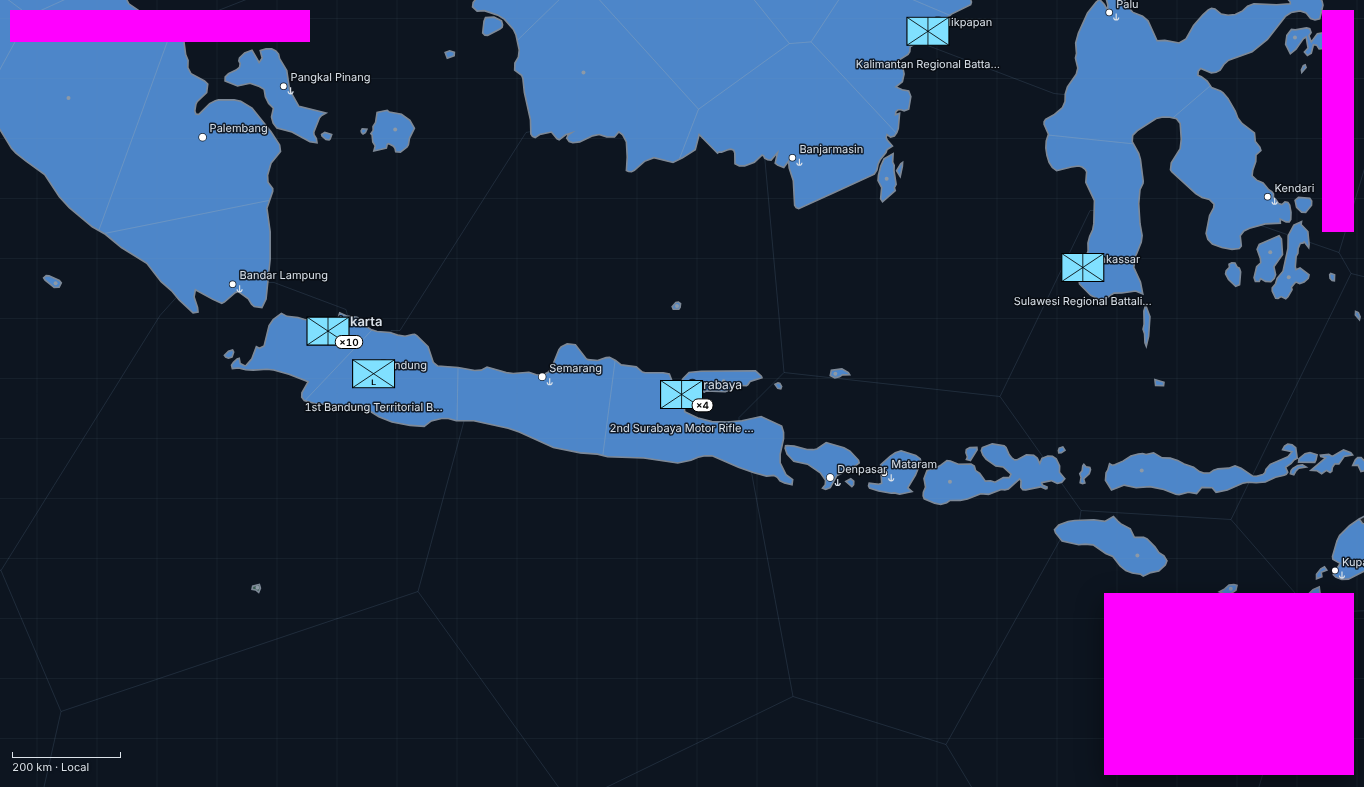 Palu
likpapan
Kalimantan Regional Batta...
Pangkal Pinang
Palembang
Banjarmasin
Kendari
kassar
Sulawesi Regional Battali...
Bandar Lampung
karta
×10
ndung
L
1st Bandung Territorial B...
Semarang
rabaya
×4
2nd Surabaya Motor Rifle ...
Denpasar
Mataram
Kupa
200 km · Local